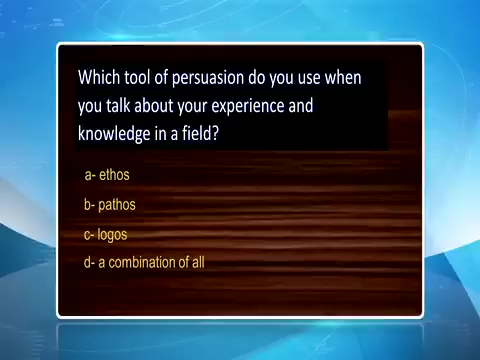 Which tool of persuasion do you use when
you talk about your experience and
knowledge in a field?
a- ethos
b- pathos
c- logos
d- a combination of all